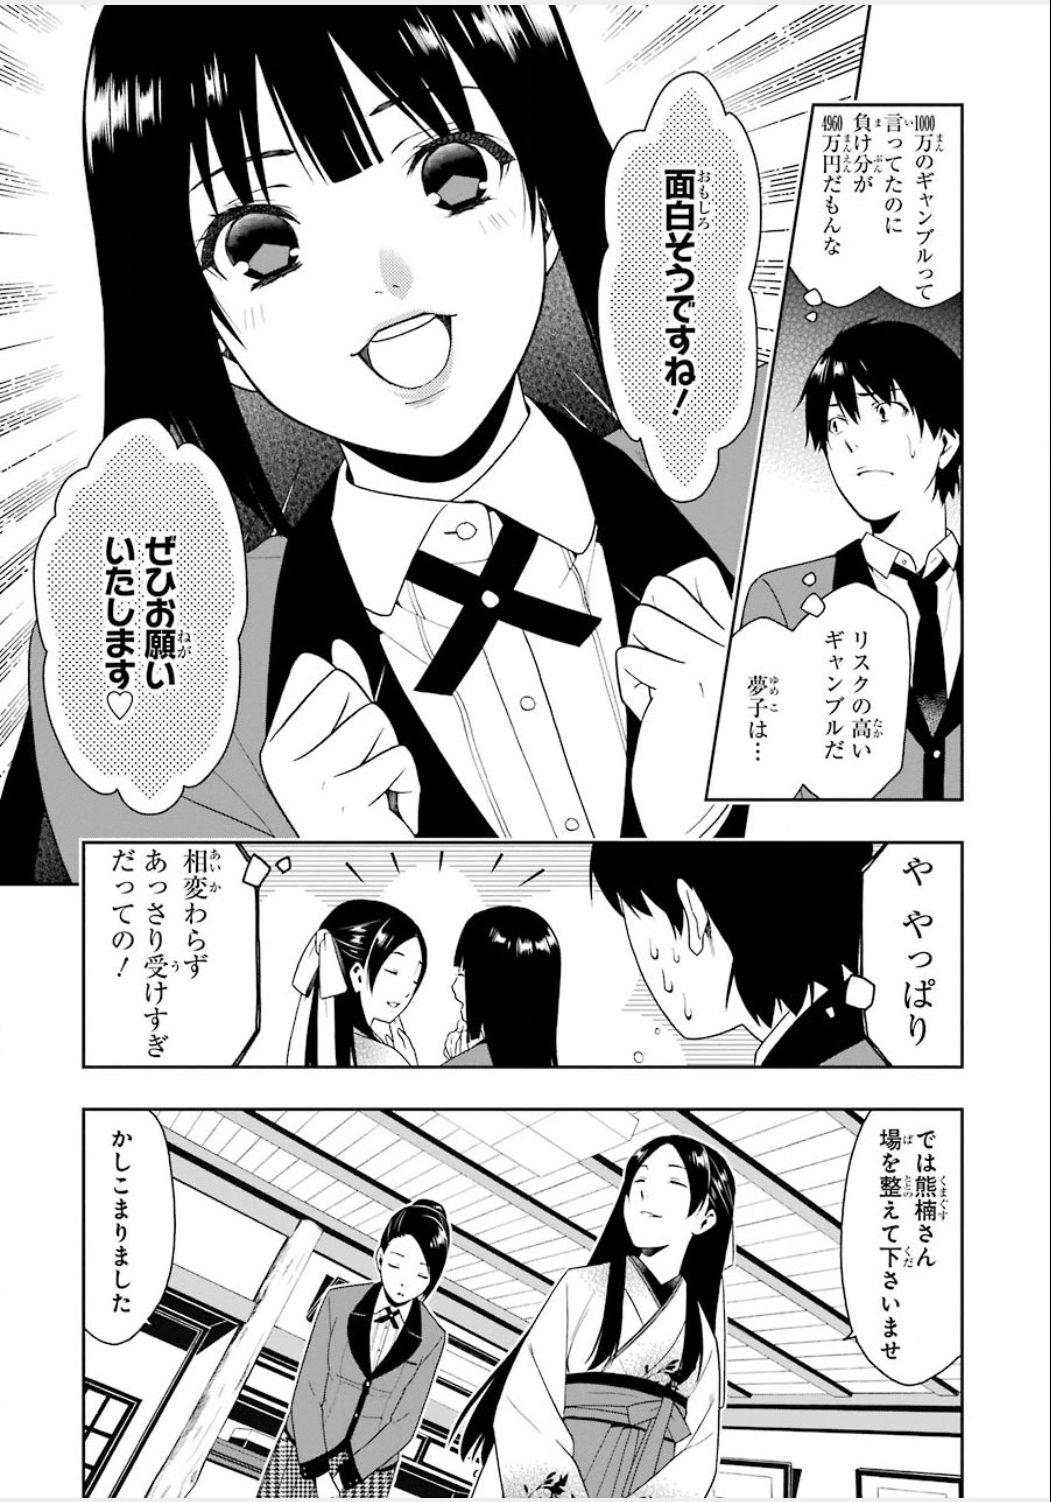 1000万のギャンブルって
言ってたのに
負け分が
4960万円だもんな
リスクの高い
ギャンブルだ
夢子は…
面白そうですね!
ぜひお願い
いたします♡
や やっぱり
相変わらず
あっさり受けすぎ
だっての!
では熊楠さん
場を整えて下さいませ
かしこまりました